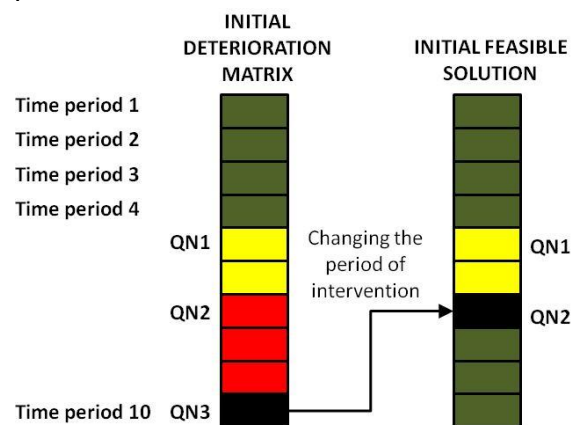 INITIAL
DETERIORATION
MATRIX
INITIAL FEASIBLE
SOLUTION
Time period 1
Time period 2
Time period 3
Time period 4
QN1
Changing the
period of
intervention
QN1
QN2
QN2
Time period 10
QN3